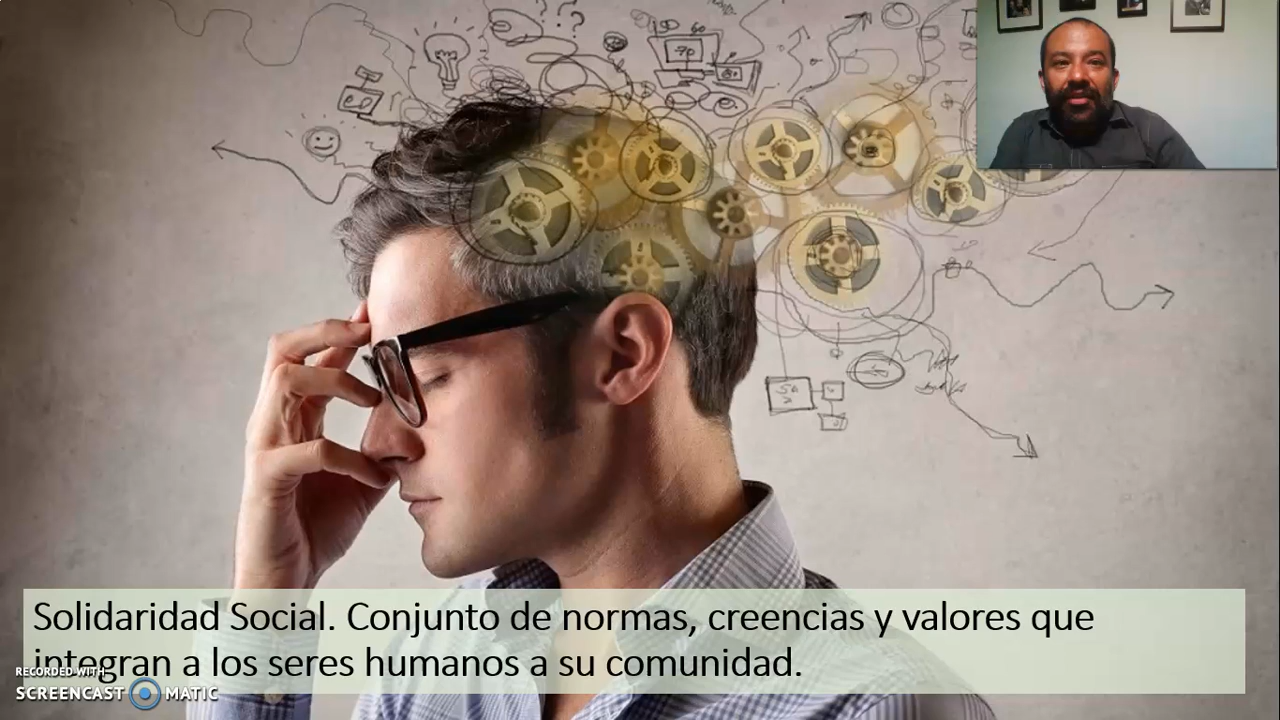 Solidaridad Social. Conjunto de normas, creencias y valores que
integran a los seres humanos a su comunidad.
RECORDED WITH
SCREENCAST MATIC